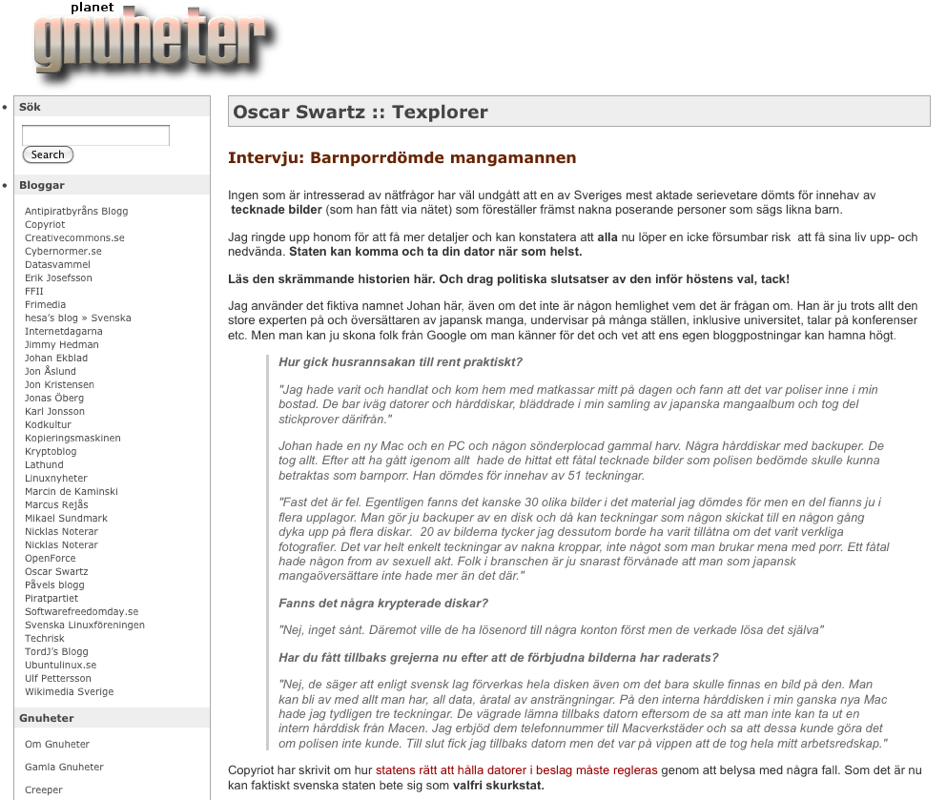 planet
gnuheter
Sök
Search
Bloggar
Antipiratbyråns Blogg
Copyriot
Creativecommons.se
Cybernormer.se
Datasvammel
Erik Josefsson
FFII
Frimedia
hesa's blog » Svenska
Internetdagarna
Jimmy Hedman
Johan Ekblad
Jon Åslund
Jon Kristensen
Jonas Öberg
Karl Jonsson
Kodkultur
Kopieringsmaskinen
Kryptoblog
Lathund
Linuxnyheter
Marcin de Kaminski
Marcus Rejås
Mikael Sundmark
Nicklas Noterar
Nicklas Noterar
OpenForce
Oscar Swartz
Påvels blogg
Piratpartiet
Softwarefreedomday.se
Svenska Linuxföreningen
Techrisk
TordJ's Blogg
Ubuntulinux.se
Ulf Pettersson
Wikimedia Sverige
Gnuheter
Om Gnuheter
Gamla Gnuheter
Creeper
Oscar Swartz :: Texplorer
Intervju: Barnporrdömde mangamannen
Ingen som är intresserad av nätfrågor har väl undgått att en av Sveriges mest aktade serievetare dömts för innehav av
tecknade bilder (som han fått via nätet) som föreställer främst nakna poserande personer som sägs likna barn.
Jag ringde upp honom för att få mer detaljer och kan konstatera att alla nu löper en icke försumbar risk att få sina liv upp- och
nedvända. Staten kan komma och ta din dator när som helst.
Läs den skrämmande historien här. Och drag politiska slutsatser av den inför höstens val, tack!
Jag använder det fiktiva namnet Johan här, även om det inte är någon hemlighet vem det är frågan om. Han är ju trots allt den
store experten på och översättaren av japansk manga, undervisar på många ställen, inklusive universitet, talar på konferenser
etc. Men man kan ju skona folk från Google om man känner för det och vet att ens egen bloggpostningar kan hamna högt.
Hur gick husrannsakan till rent praktiskt?
"Jag hade varit och handlat och kom hem med matkassar mitt på dagen och fann att det var poliser inne i min
bostad. De bar iväg datorer och hårddiskar, bläddrade i min samling av japanska mangaalbum och tog del
stickprover därifrån."
Johan hade en ny Mac och en PC och någon sönderplocad gammal harv. Några hårddiskar med backuper. De
tog allt. Efter att ha gått igenom allt hade de hittat ett fåtal tecknade bilder som polisen bedömde skulle kunna
betraktas som barnporr. Han dömdes för innehav av 51 teckningar.
"Fast det är fel. Egentligen fanns det kanske 30 olika bilder i det material jag dömdes för men en del fianns ju i
flera upplagor. Man gör ju backuper av en disk och då kan teckningar som någon skickat till en någon gång
dyka upp på flera diskar. 20 av bilderna tycker jag dessutom borde ha varit tillåtna om det varit verkliga
fotografier. Det var helt enkelt teckningar av nakna kroppar, inte något som man brukar mena med porr. Ett fåtal
hade någon from av sexuell akt. Folk i branschen är ju snarast förvånade att man som japansk
mangaöversättare inte hade mer än det där."
Fanns det några krypterade diskar?
"Nej, inget sånt. Däremot ville de ha lösenord till några konton först men de verkade lösa det själva"
Har du fått tillbaks grejerna nu efter att de förbjudna bilderna har raderats?
"Nej, de säger att enligt svensk lag förverkas hela disken även om det bara skulle finnas en bild på den. Man
kan bli av med allt man har, all data, åratal av ansträngningar. På den interna hårddisken i min ganska nya Mac
hade jag tydligen tre teckningar. De vägrade lämna tillbaks datorn eftersom de sa att man inte kan ta ut en
intern hårddisk från Macen. Jag erbjöd dem telefonnummer till Macverkstäder och sa att dessa kunde göra det
om polisen inte kunde. Till slut fick jag tillbaks datorn men det var på vippen att de tog hela mitt arbetsredskap."
Copyriot har skrivit om hur statens rätt att hålla datorer i beslag måste regleras genom att belysa med några fall. Som det är nu
kan faktiskt svenska staten bete sig som valfri skurkstat.